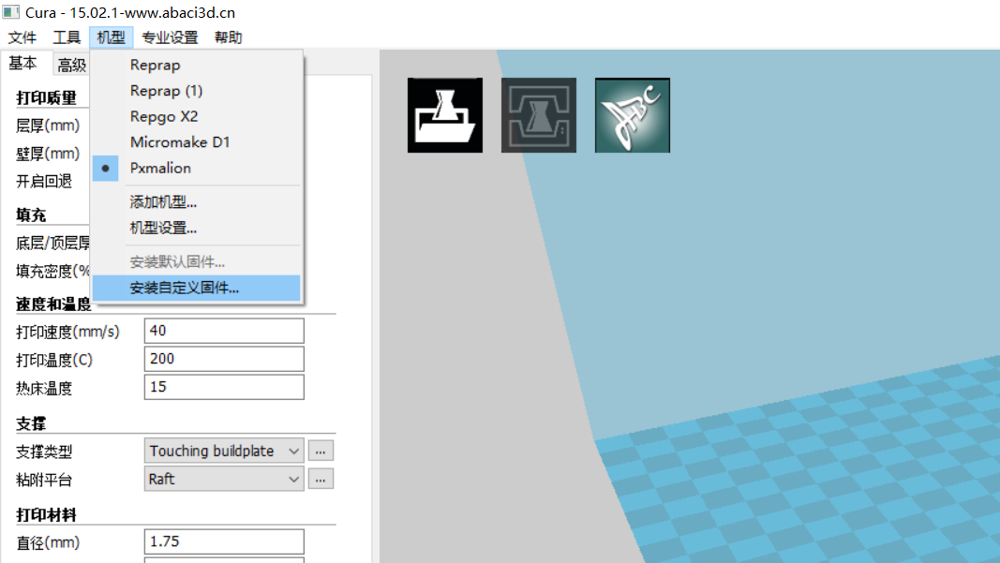 Cura - 15.02.1-www.abaci3d.cn
文件 工具 机型 专业设置 帮助
基本 高级
Reprap
Reprap (1)
Repgo X2
Micromake D1
Pxmalion
添加机型...
机型设置...
安装默认固件...
安装自定义固件...
打印质量
层厚(mm)
壁厚(mm)
开启回退
填充
底层/顶层厚
填充密度(%
速度和温度
打印速度(mm/s) 40
打印温度(C) 200
热床温度 15
支撑
支撑类型 Touching buildplate ...
粘附平台 Raft ...
打印材料
直径(mm) 1.75
ABC